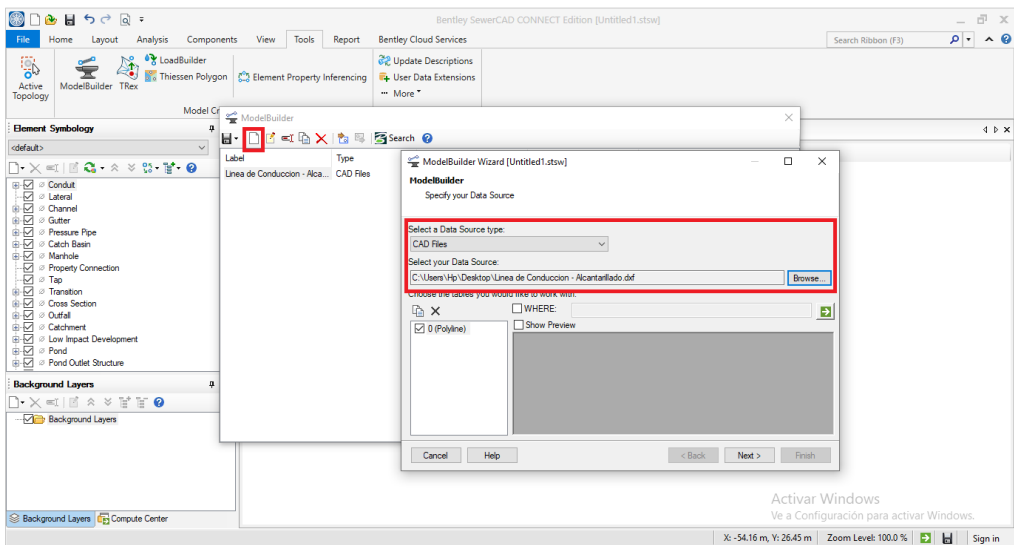 Bentley SewerCAD CONNECT Edition [Untitled1.stsw]
File Home Layout Analysis Components View Tools Report Bentley Cloud Services
Search Ribbon (F3)
Active Topology
ModelBuilder
TRex
LoadBuilder
Thiessen Polygon
Element Property Inferencing
Update Descriptions
User Data Extensions
More
Model Cr
Element Symbology
<default>
Conduit
Lateral
Channel
Gutter
Pressure Pipe
Catch Basin
Manhole
Property Connection
Tap
Transition
Cross Section
Outfall
Catchment
Low Impact Development
Pond
Pond Outlet Structure
Background Layers
Background Layers
Background Layers Compute Center
ModelBuilder
Search
Label Type
Linea de Conduccion - Alca... CAD Files
ModelBuilder Wizard [Untitled1.stsw]
ModelBuilder
Specify your Data Source
Select a Data Source type:
CAD Files
Select your Data Source:
C:\Users\Hp\Desktop\Linea de Conduccion - Alcantarillado.dxf
Browse...
Choose the tables you would like to work with:
WHERE:
0 (Polyline)
Show Preview
Cancel Help < Back Next > Finish
Activar Windows
Ve a Configuración para activar Windows.
X: -54.16 m, Y: 26.45 m Zoom Level: 100.0 % Sign in